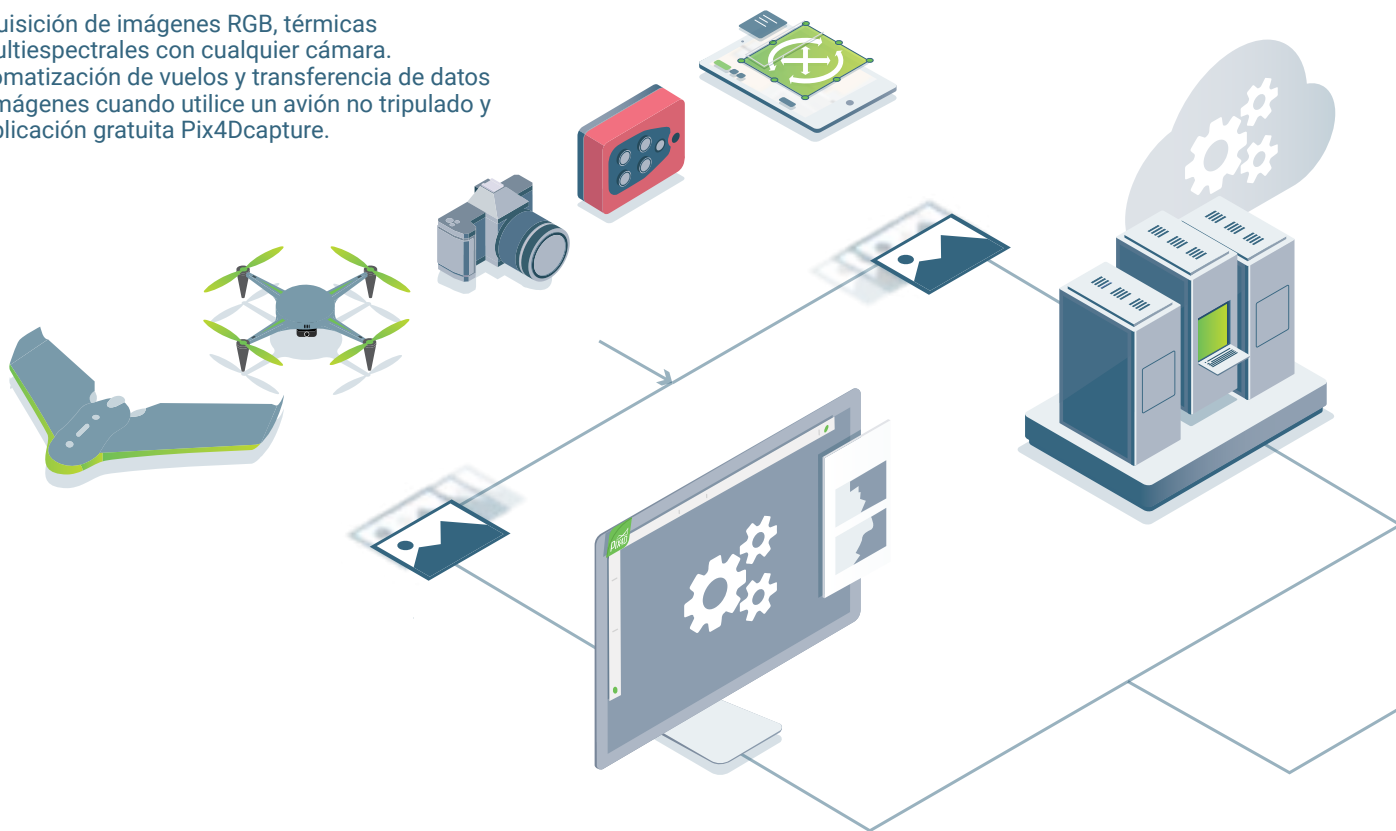 uisición de imágenes RGB, térmicas
ultiespectrales con cualquier cámara.
omatización de vuelos y transferencia de datos
mágenes cuando utilice un avión no tripulado y
plicación gratuita Pix4Dcapture.
Pix4D